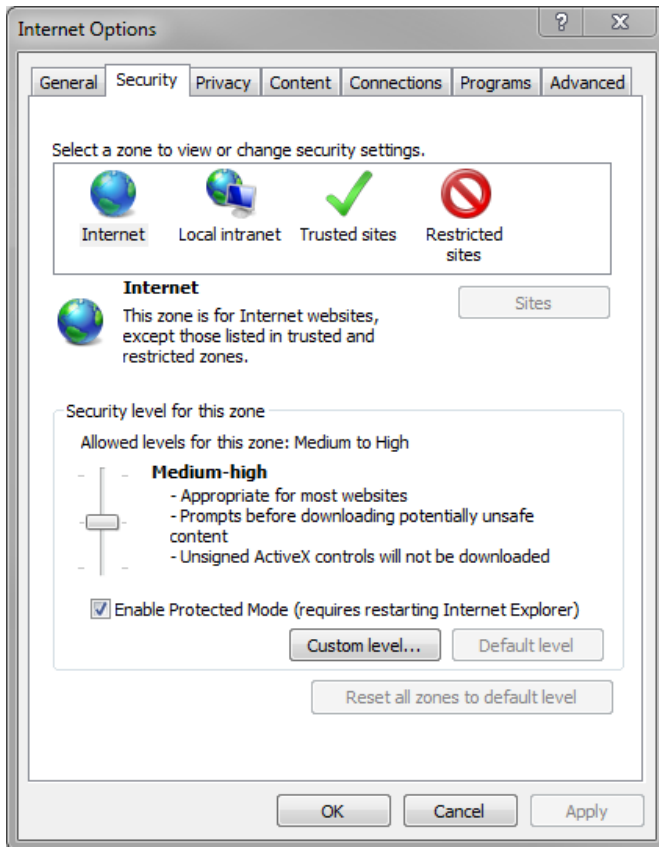 Internet Options
?
X
General Security Privacy Content Connections Programs Advanced
Select a zone to view or change security settings.
Internet Local intranet Trusted sites Restricted
sites
Internet
This zone is for Internet websites,
except those listed in trusted and
restricted zones.
Sites
Security level for this zone
Allowed levels for this zone: Medium to High
Medium-high
- Appropriate for most websites
- Prompts before downloading potentially unsafe
content
- Unsigned ActiveX controls will not be downloaded
Enable Protected Mode (requires restarting Internet Explorer)
Custom level... Default level
Reset all zones to default level
OK Cancel Apply